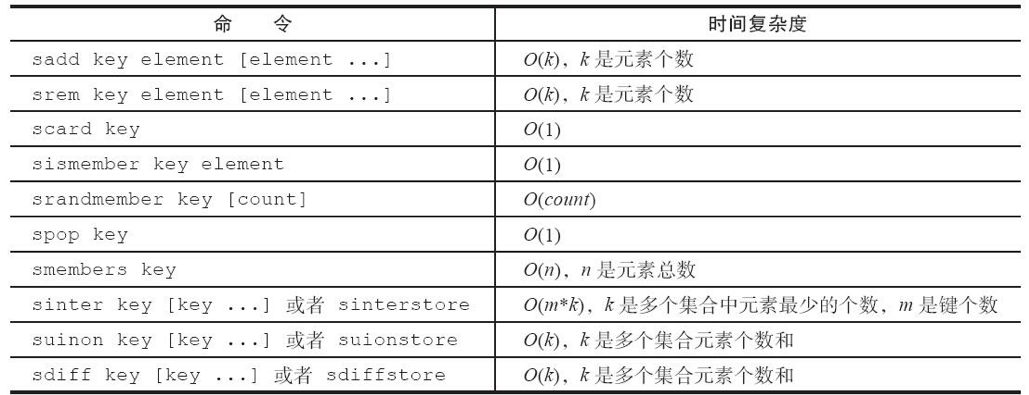 命 令 时间复杂度
sadd key element [element ...] O(k)，k 是元素个数
srem key element [element ...] O(k)，k 是元素个数
scard key O(1)
sismember key element O(1)
srandmember key [count] O(count)
spop key O(1)
smembers key O(n)，n 是元素总数
sinter key [key ...] 或者 sinterstore O(m*k)，k 是多个集合中元素最少的个数，m 是键个数
suinon key [key ...] 或者 suionstore O(k)，k 是多个集合元素个数和
sdiff key [key ...] 或者 sdiffstore O(k)，k 是多个集合元素个数和